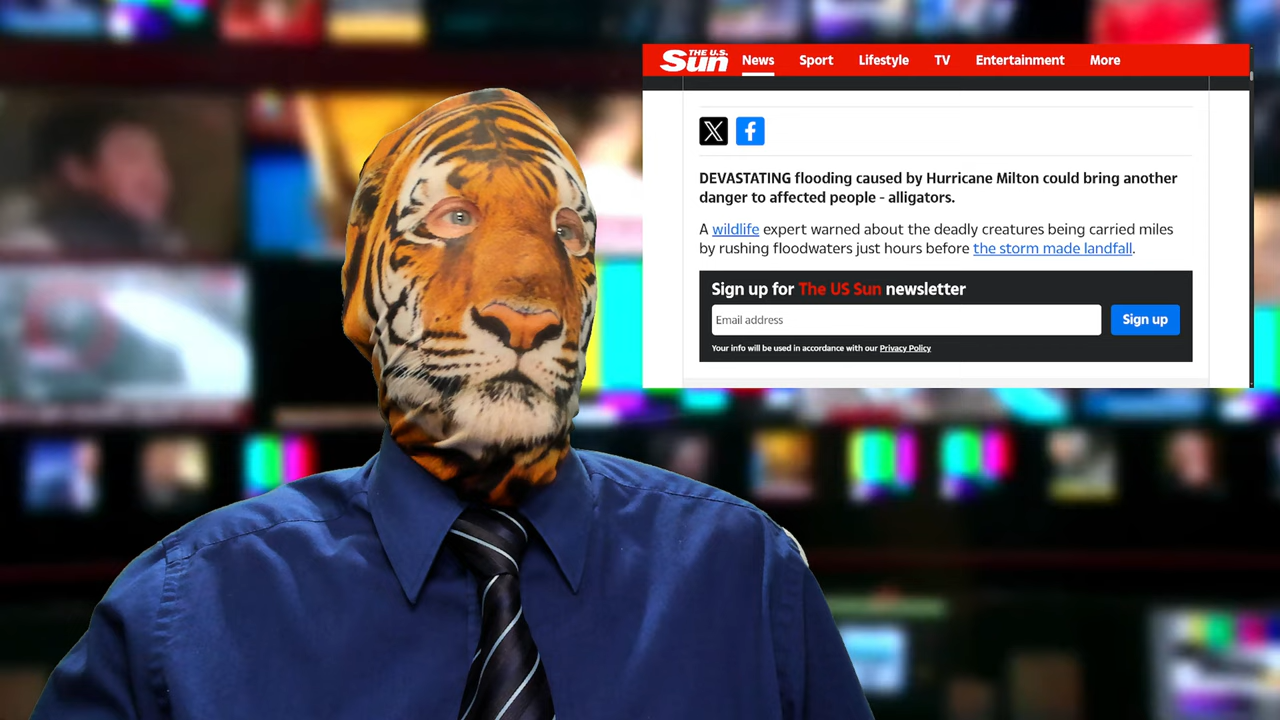 THE U.S.
Sun
News Sport Lifestyle TV Entertainment More
X f
DEVASTATING flooding caused by Hurricane Milton could bring another
danger to affected people - alligators.
A wildlife expert warned about the deadly creatures being carried miles
by rushing floodwaters just hours before the storm made landfall.
Sign up for The US Sun newsletter
Email address
Sign up
Your info will be used in accordance with our Privacy Policy